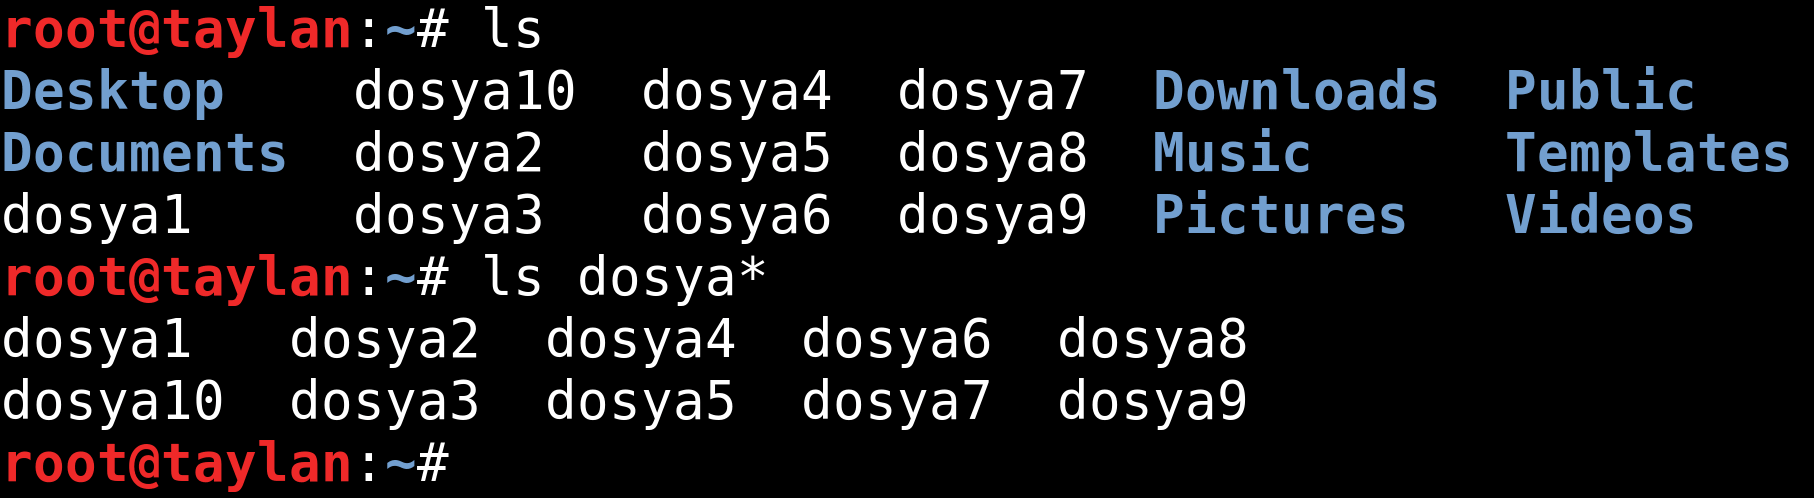 root@taylan:~# ls
Desktop    dosya10  dosya4  dosya7  Downloads  Public
Documents  dosya2   dosya5  dosya8  Music      Templates
dosya1     dosya3   dosya6  dosya9  Pictures   Videos
root@taylan:~# ls dosya*
dosya1   dosya2  dosya4  dosya6  dosya8
dosya10  dosya3  dosya5  dosya7  dosya9
root@taylan:~#